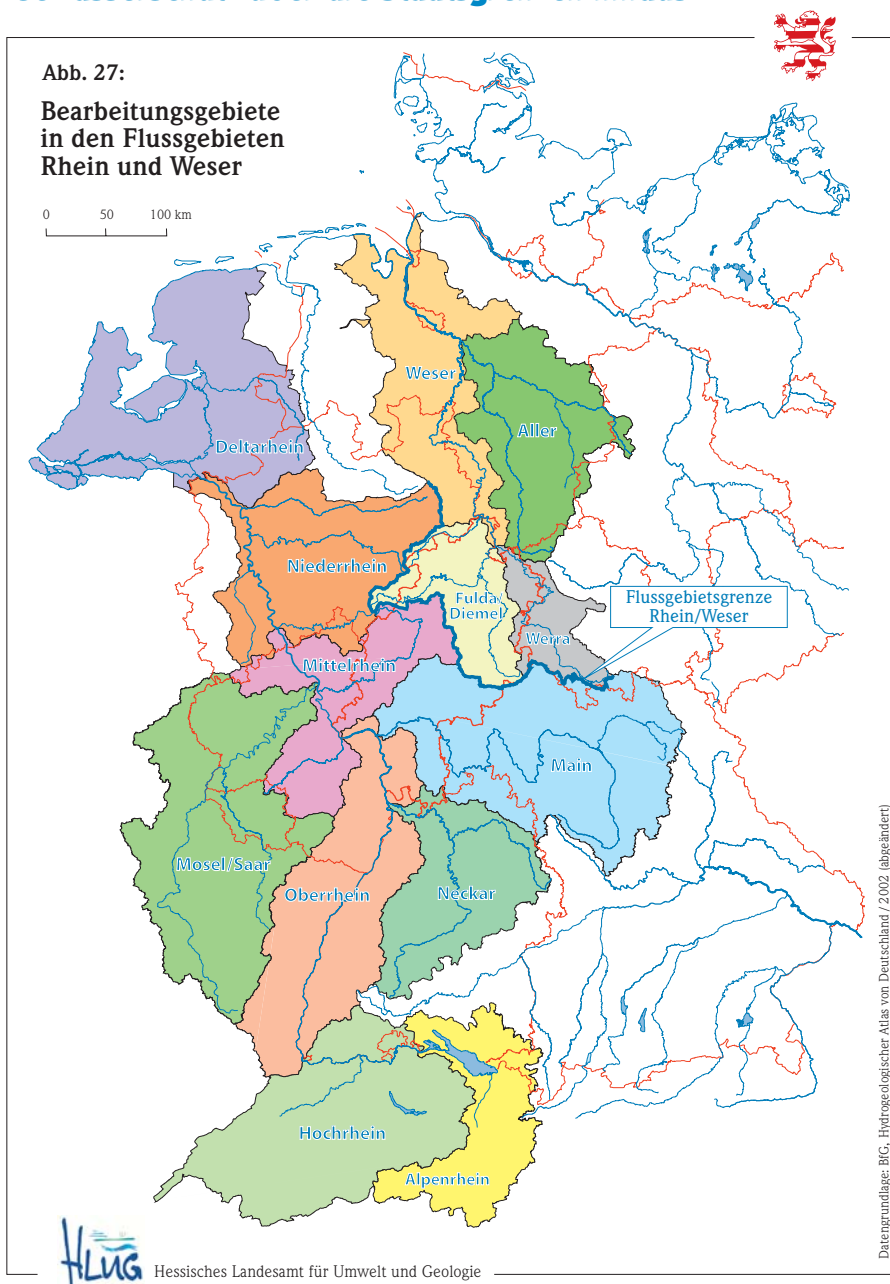 Abb. 27:
Bearbeitungsgebiete
in den Flussgebieten
Rhein und Weser
0 50 100 km
Weser
Aller
Deltarhein
Niederrhein
Fulda/
Diemel
Flussgebietsgrenze
Rhein/Weser
Werra
Mittelrhein
Main
Mosel/Saar
Oberrhein
Neckar
Hochrhein
Alpenrhein
Datengrundlage: BfG, Hydrogeologischer Atlas von Deutschland / 2002 (abgeändert)
HLUG Hessisches Landesamt für Umwelt und Geologie